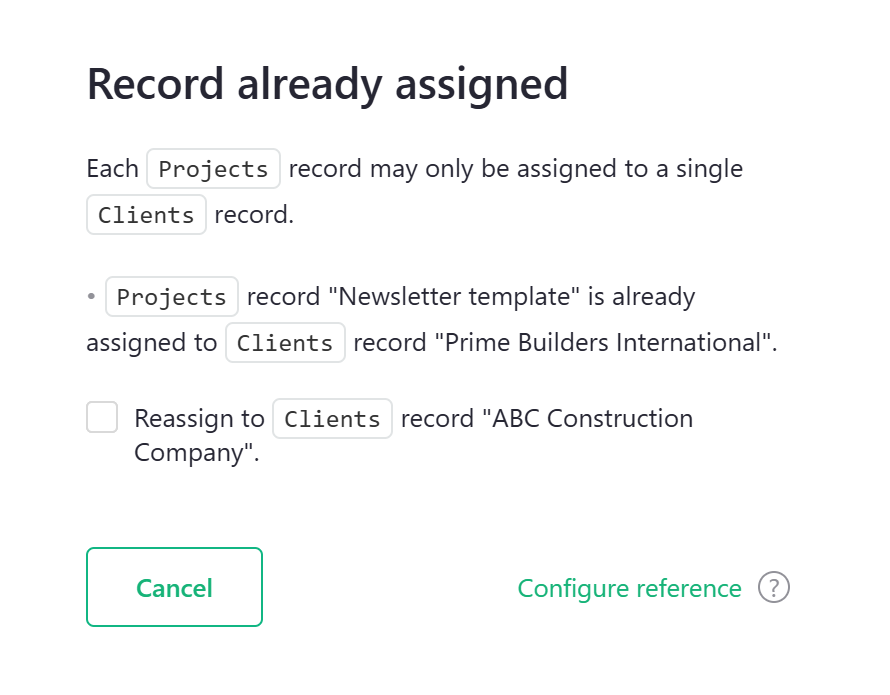 Record already assigned
Each Projects record may only be assigned to a single
Clients record.
• Projects record "Newsletter template" is already
assigned to Clients record "Prime Builders International".
Reassign to Clients record "ABC Construction
Company".
Cancel
Configure reference ?